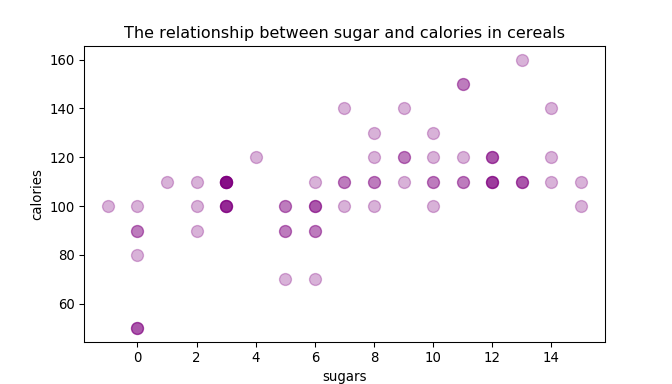 The relationship between sugar and calories in cereals
160
140
120
100
80
60
calories
0 2 4 6 8 10 12 14
sugars